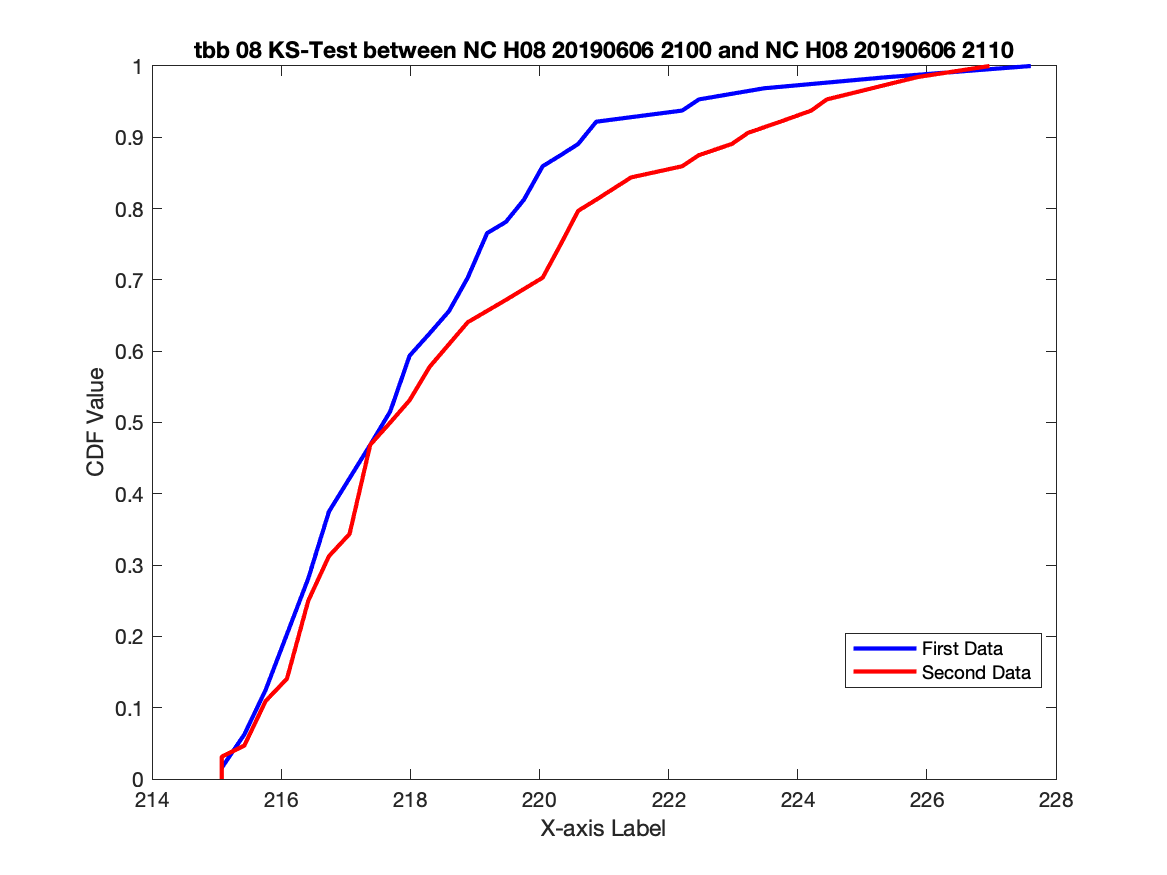 tbb 08 KS-Test between NC H08 20190606 2100 and NC H08 20190606 2110
1
0.9
0.8
0.7
0.6
0.5
0.4
0.3
0.2
0.1
0
CDF Value
First Data
Second Data
214 216 218 220 222 224 226 228
X-axis Label